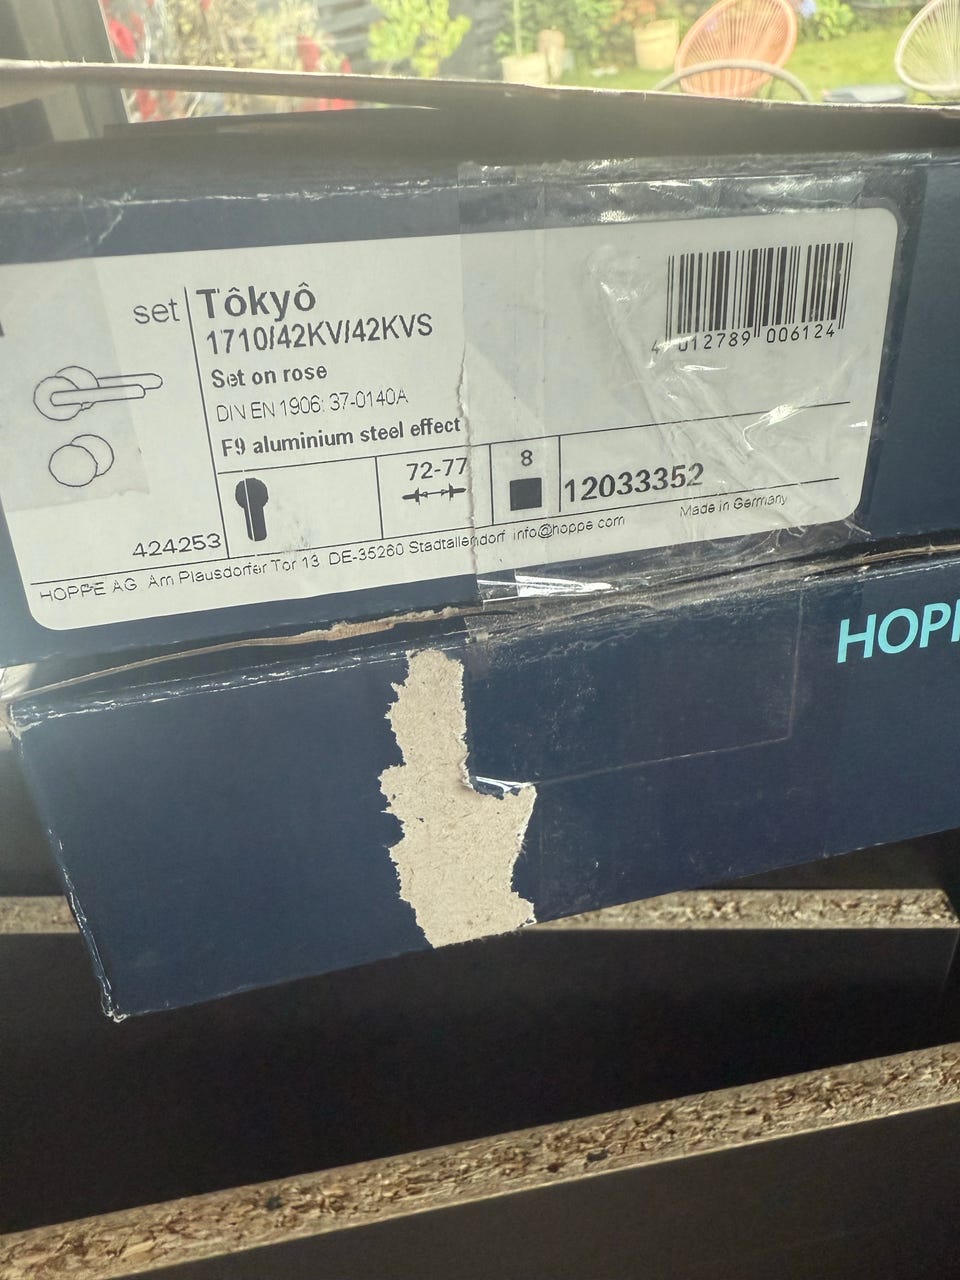 set
Tôkyô
1710/42KV/42KVS
Set on rose
DIN EN 1906: 37-0140A
F9 aluminium steel effect
4 012789 006124
72-77
8
12033352
424253
Made in Germany
HOPPE AG Am Plausdorfer Tor 13 DE-35260 Stadtallendorf info@hoppe.com
HOPP